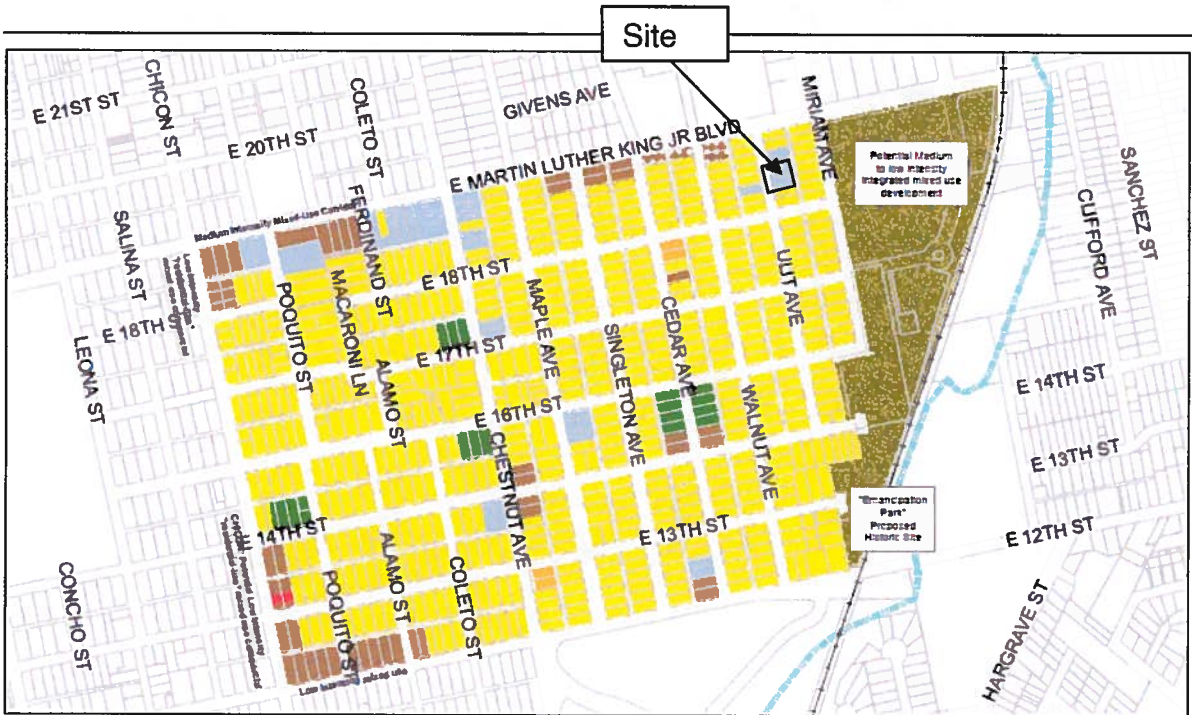 Site
E 21ST ST
CHICON ST
E 20TH ST
COLETO ST
GIVENS AVE
E MARTIN LUTHER KING JR BLVD
MIRIAM AVE
Potential Medium
to low intensity
integrated mixed use
development
SANCHEZ ST
CLIFFORD AVE
SALINA ST
Medium Intensity Mixed-Use
FERDINAND ST
E 18TH ST
E 18TH
LEONA ST
POQUITO ST
MACARONI LN
ALAMO ST
E 17TH ST
MAPLE AVE
SINGLETON AVE
CEDAR AVE
ULIT AVE
E 16TH ST
CHESTNUT AVE
WALNUT AVE
E 14TH ST
E 13TH ST
14TH ST
"Emancipation
Park"
Proposed
Historic Site
E 13TH ST
E 12TH ST
CONCHO ST
POQUITO ST
ALAMO ST
COLETO ST
HARGRAVE ST
Low intensity mixed use